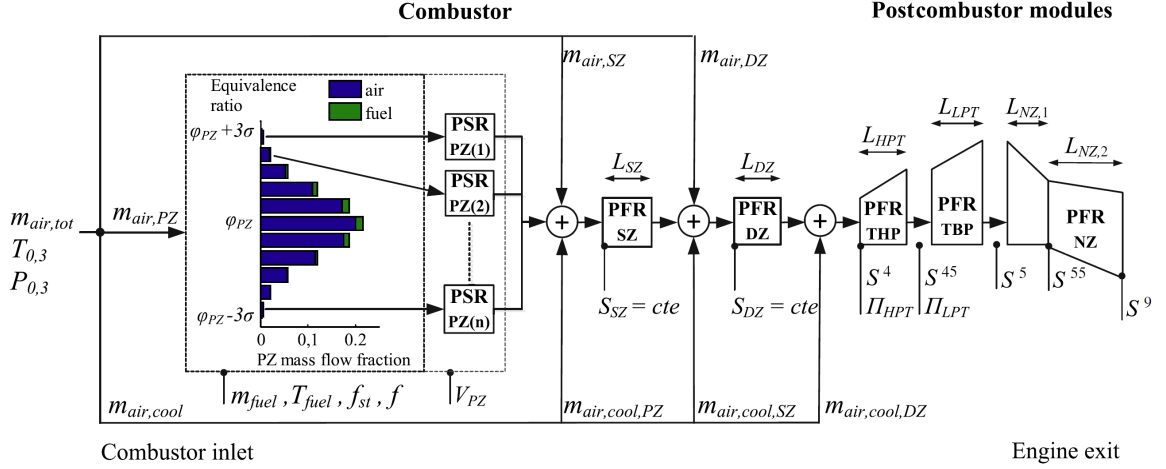 Combustor
Postcombustor modules
m_air,SZ
m_air,DZ
Equivalence
ratio
air
fuel
φ_PZ +3σ
φ_PZ
φ_PZ -3σ
0 0,1 0.2
PZ mass flow fraction
PSR
PZ(1)
PSR
PZ(2)
PSR
PZ(n)
m_air,tot
T_0,3
P_0,3
m_air,PZ
+
L_SZ
PFR
SZ
S_SZ = cte
+
L_DZ
PFR
DZ
S_DZ = cte
+
L_HPT
PFR
THP
S^4
Π_HPT
L_LPT
PFR
TBP
S^45
Π_LPT
L_NZ,1
S^5
L_NZ,2
PFR
NZ
S^55
S^9
m_fuel , T_fuel , f_st , f
V_PZ
m_air,cool
m_air,cool,PZ
m_air,cool,SZ
m_air,cool,DZ
Combustor inlet
Engine exit